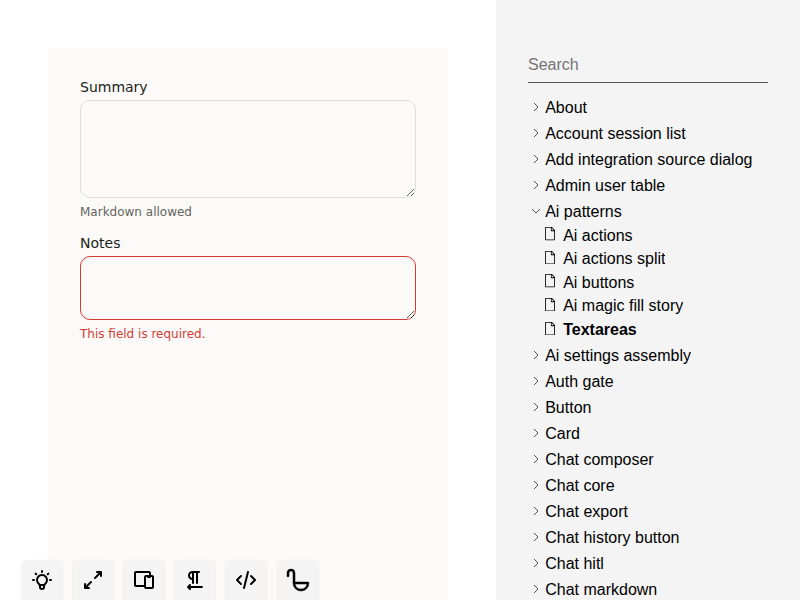 Summary
Markdown allowed
Notes
This field is required.
Search
About
Account session list
Add integration source dialog
Admin user table
Ai patterns
Ai actions
Ai actions split
Ai buttons
Ai magic fill story
Textareas
Ai settings assembly
Auth gate
Button
Card
Chat composer
Chat core
Chat export
Chat history button
Chat hitl
Chat markdown